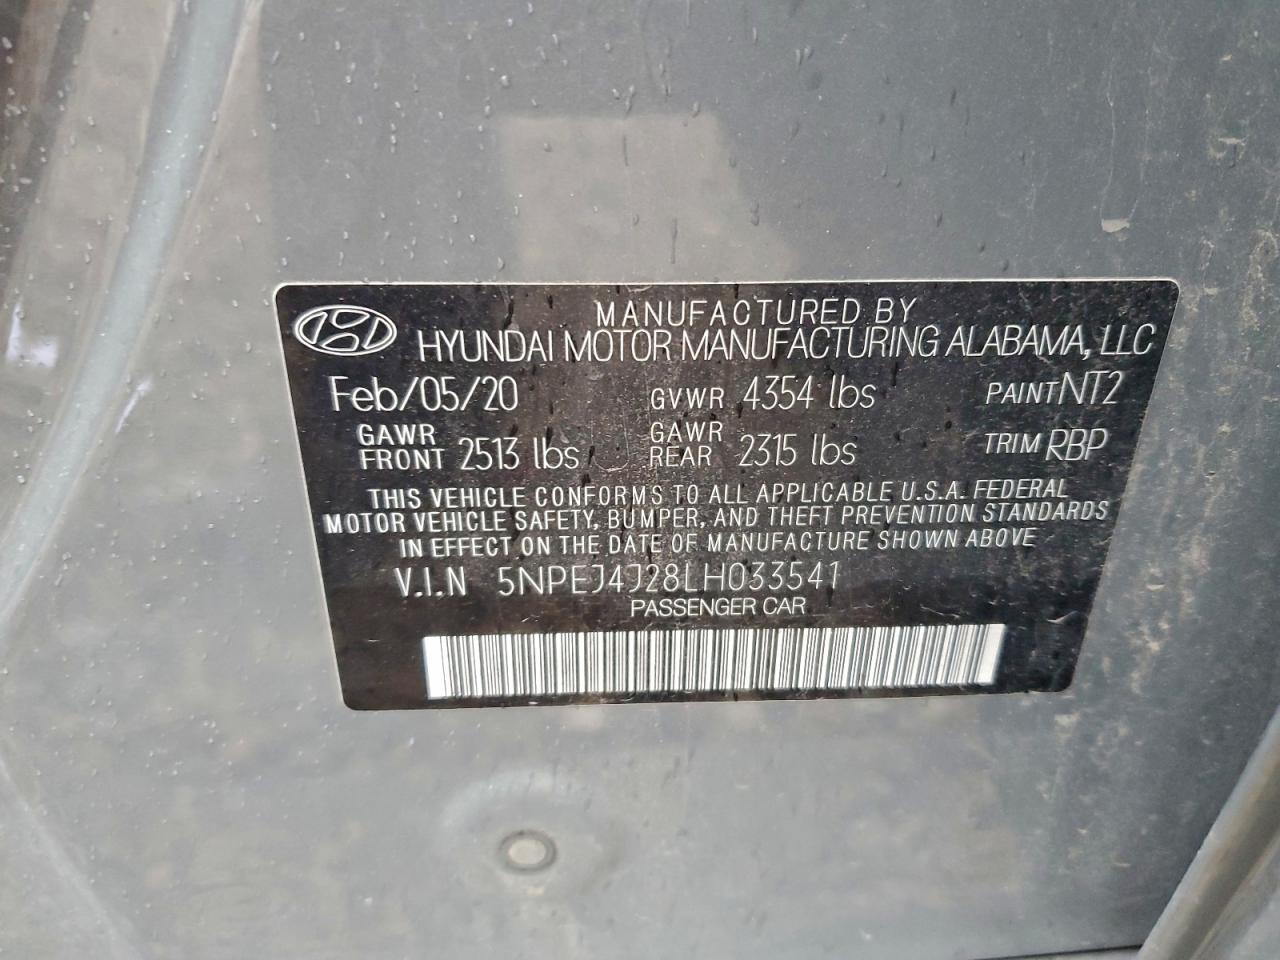 MANUFACTURED BY
HYUNDAI MOTOR MANUFACTURING ALABAMA, LLC
Feb/05/20 GVWR 4354 lbs PAINT NT2
GAWR FRONT 2513 lbs GAWR REAR 2315 lbs TRIM RBP
THIS VEHICLE CONFORMS TO ALL APPLICABLE U.S.A. FEDERAL
MOTOR VEHICLE SAFETY, BUMPER, AND THEFT PREVENTION STANDARDS
IN EFFECT ON THE DATE OF MANUFACTURE SHOWN ABOVE
V.I.N 5NPEJ4J28LH033541
PASSENGER CAR